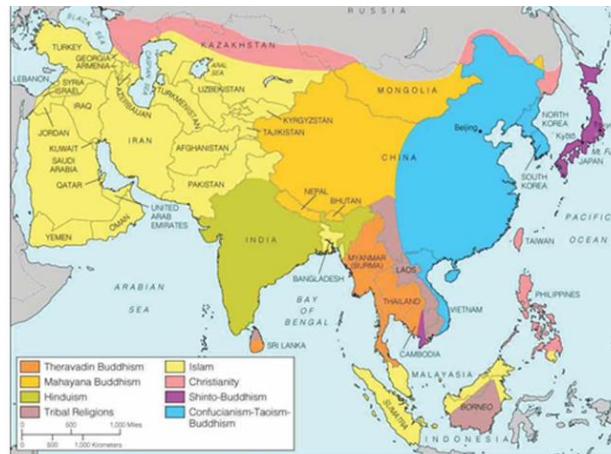 RUSSIA
BLACK SEA
KAZAKHSTAN
TURKEY
GEORGIA
ARMENIA
CASPIAN SEA
ARAL SEA
MONGOLIA
LEBANON
SYRIA
ISRAEL
AZERBAIJAN
TURKMENISTAN
UZBEKISTAN
KYRGYZSTAN
TAJIKISTAN
NORTH KOREA
Beijing
Kyōto
IRAQ
IRAN
JORDAN
AFGHANISTAN
CHINA
Mt. F
JAPAN
KUWAIT
SAUDI ARABIA
PAKISTAN
SOUTH KOREA
QATAR
NEPAL
BHUTAN
PACIFIC OCEAN
UNITED ARAB EMIRATES
OMAN
INDIA
TAIWAN
YEMEN
MYANMAR (BURMA)
LAOS
BANGLADESH
ARABIAN SEA
BAY OF BENGAL
THAILAND
VIETNAM
PHILIPPINES
SRI LANKA
CAMBODIA
MALAYSIA
BORNEO
SUMATRA
INDONESIA
Theravadin Buddhism
Mahayana Buddhism
Hinduism
Tribal Religions
Islam
Christianity
Shinto-Buddhism
Confucianism-Taoism-Buddhism
0 500 1,000 Miles
0 500 1,000 Kilometers